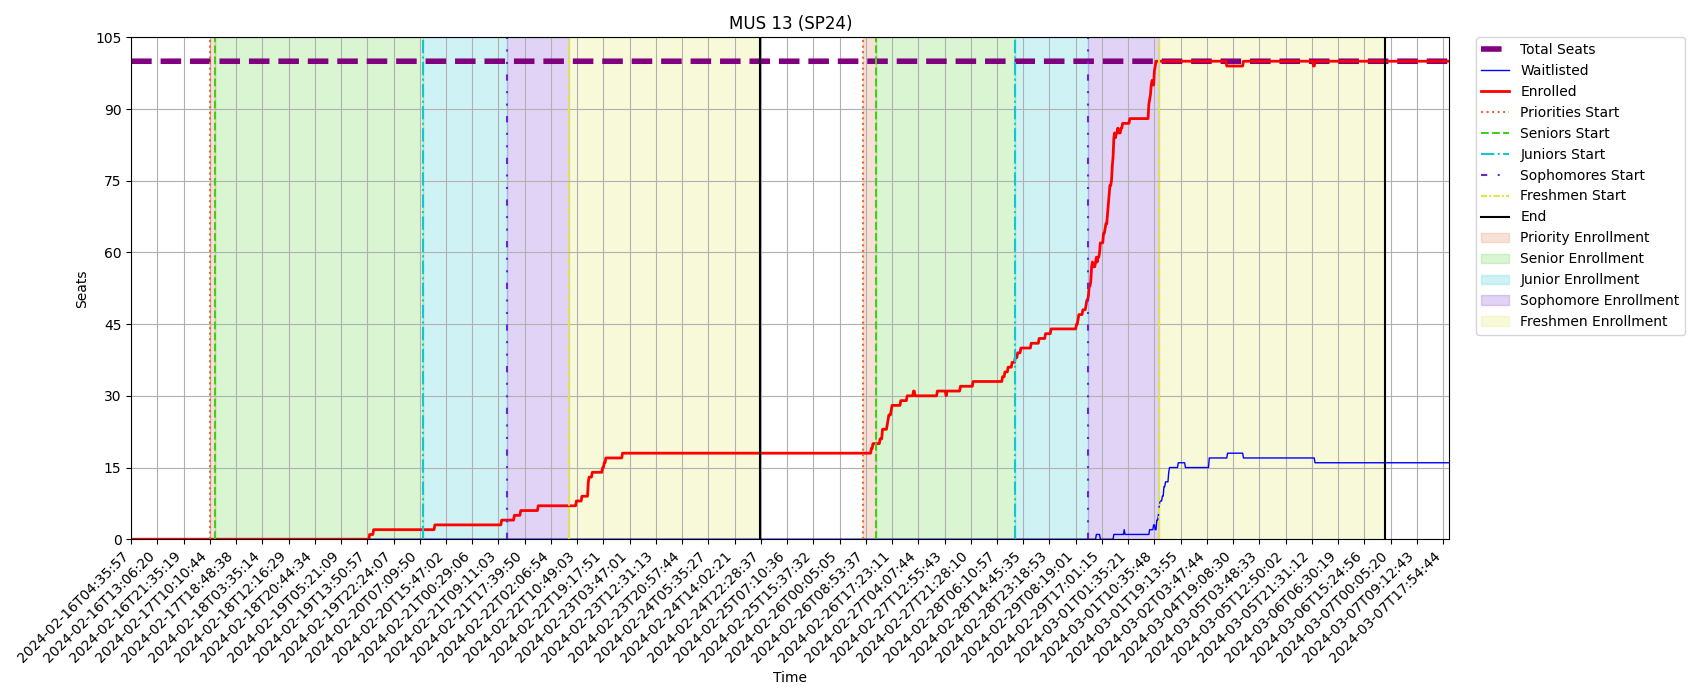 MUS 13 (SP24)
105
90
75
60
45
30
15
0
Seats
2024-02-16T04:35:57
2024-02-16T13:06:20
2024-02-16T21:35:19
2024-02-17T10:10:44
2024-02-17T18:48:38
2024-02-18T03:35:14
2024-02-18T12:16:29
2024-02-18T20:44:34
2024-02-19T05:21:09
2024-02-19T13:50:57
2024-02-19T22:24:07
2024-02-20T07:09:50
2024-02-20T15:47:02
2024-02-21T00:29:06
2024-02-21T09:11:03
2024-02-21T17:39:50
2024-02-22T02:06:54
2024-02-22T10:49:03
2024-02-22T19:17:51
2024-02-23T03:47:01
2024-02-23T12:31:13
2024-02-23T20:57:44
2024-02-24T05:35:27
2024-02-24T14:02:21
2024-02-24T22:28:37
2024-02-25T07:10:36
2024-02-25T15:37:32
2024-02-26T00:05:05
2024-02-26T08:53:37
2024-02-26T17:23:11
2024-02-27T04:07:44
2024-02-27T12:55:43
2024-02-27T21:28:10
2024-02-28T06:10:57
2024-02-28T14:45:35
2024-02-28T23:18:53
2024-02-29T08:19:01
2024-02-29T17:01:15
2024-03-01T01:35:21
2024-03-01T10:35:48
2024-03-01T19:13:55
2024-03-02T03:47:44
2024-03-04T19:08:30
2024-03-05T03:48:33
2024-03-05T12:50:02
2024-03-05T21:31:12
2024-03-06T06:30:19
2024-03-06T15:24:56
2024-03-07T00:05:20
2024-03-07T09:12:43
2024-03-07T17:54:44
Time
Total Seats
Waitlisted
Enrolled
Priorities Start
Seniors Start
Juniors Start
Sophomores Start
Freshmen Start
End
Priority Enrollment
Senior Enrollment
Junior Enrollment
Sophomore Enrollment
Freshmen Enrollment